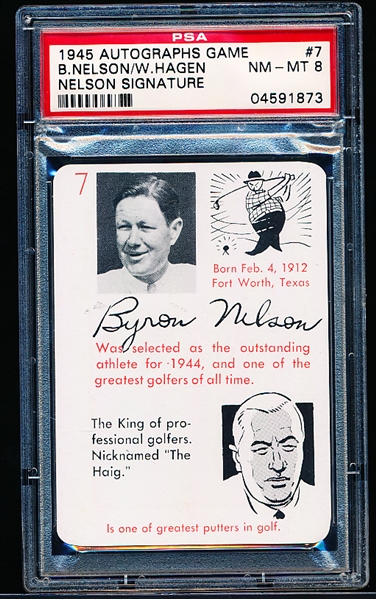 PSA
1945 AUTOGRAPHS GAME #7
B.NELSON/W.HAGEN NM-MT 8
NELSON SIGNATURE 04591873
7
Born Feb. 4, 1912
Fort Worth, Texas
Byron Nelson
Was selected as the outstanding
athlete for 1944, and one of the
greatest golfers of all time.
The King of pro-
fessional golfers.
Nicknamed "The
Haig."
Is one of greatest putters in golf.